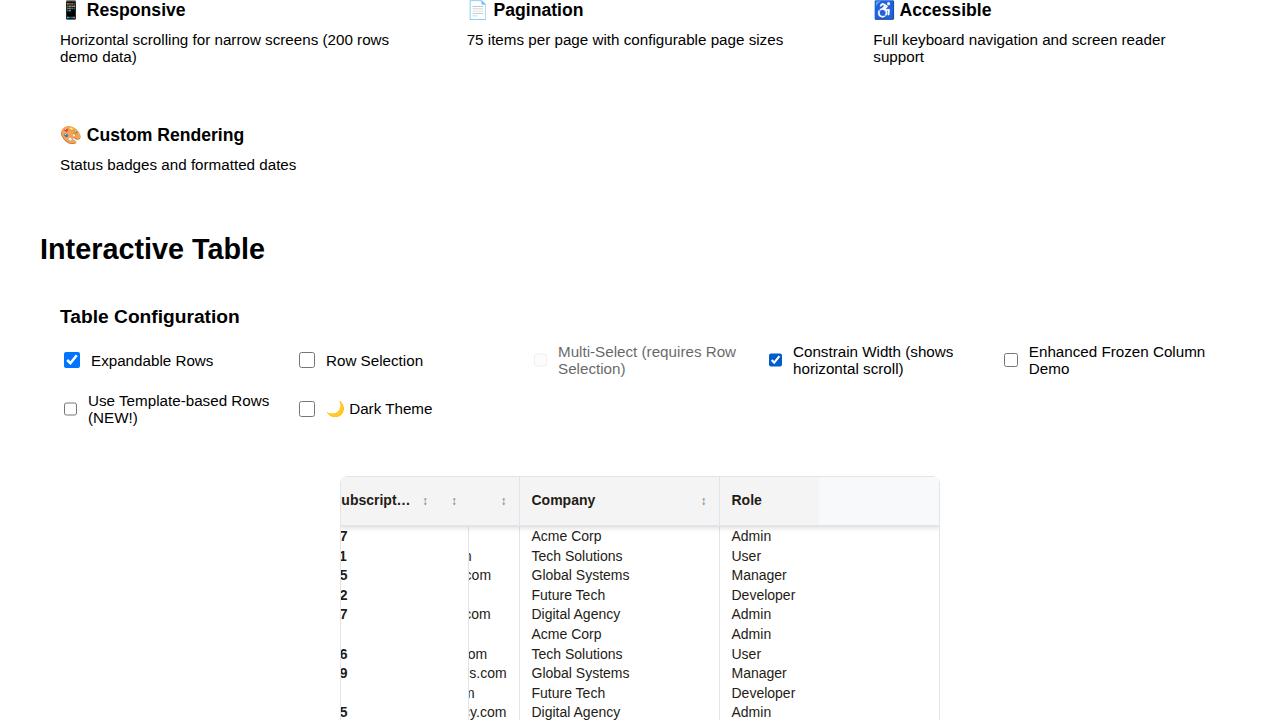 📱 Responsive
Horizontal scrolling for narrow screens (200 rows
demo data)
📄 Pagination
75 items per page with configurable page sizes
♿ Accessible
Full keyboard navigation and screen reader
support
🎨 Custom Rendering
Status badges and formatted dates
Interactive Table
Table Configuration
Expandable Rows
Row Selection
Multi-Select (requires Row
Selection)
Constrain Width (shows
horizontal scroll)
Enhanced Frozen Column
Demo
Use Template-based Rows
(NEW!)
🌙 Dark Theme
ubscript… ↕ ↕ ↕ Company ↕ Role
7 Acme Corp Admin
1 Tech Solutions User
5 .com Global Systems Manager
2 Future Tech Developer
7 .com Digital Agency Admin
Acme Corp Admin
6 om Tech Solutions User
9 s.com Global Systems Manager
Future Tech Developer
5 y.com Digital Agency Admin